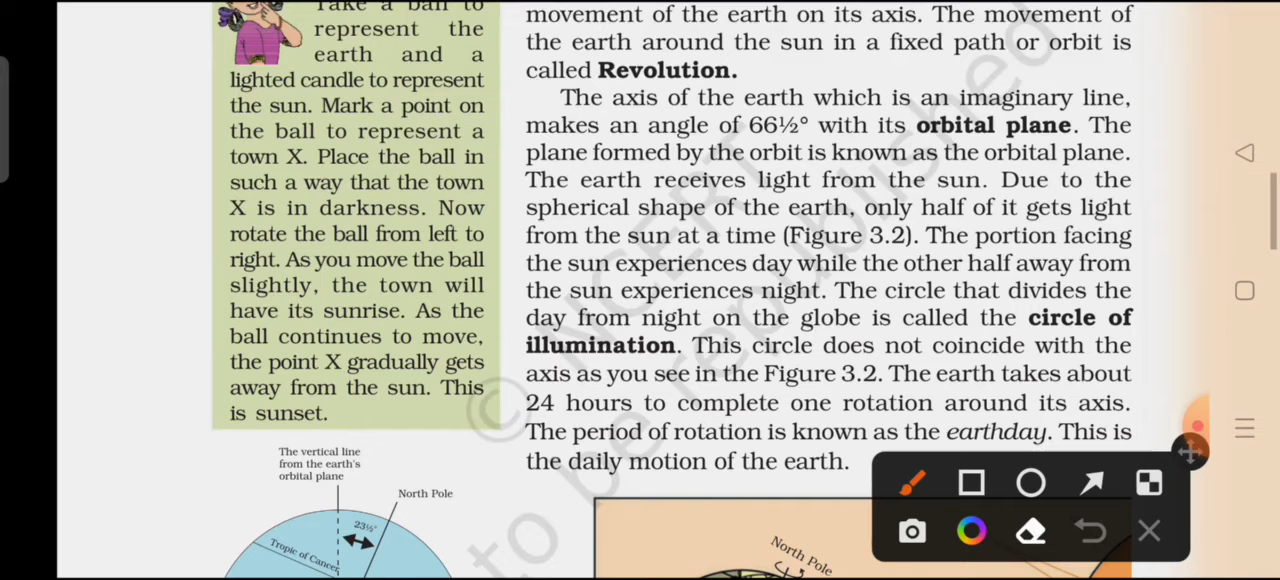 Take a ball to
represent the
earth and a
lighted candle to represent
the sun. Mark a point on
the ball to represent a
town X. Place the ball in
such a way that the town
X is in darkness. Now
rotate the ball from left to
right. As you move the ball
slightly, the town will
have its sunrise. As the
ball continues to move,
the point X gradually gets
away from the sun. This
is sunset.
movement of the earth on its axis. The movement of
the earth around the sun in a fixed path or orbit is
called Revolution.
The axis of the earth which is an imaginary line,
makes an angle of 66½° with its orbital plane. The
plane formed by the orbit is known as the orbital plane.
The earth receives light from the sun. Due to the
spherical shape of the earth, only half of it gets light
from the sun at a time (Figure 3.2). The portion facing
the sun experiences day while the other half away from
the sun experiences night. The circle that divides the
day from night on the globe is called the circle of
illumination. This circle does not coincide with the
axis as you see in the Figure 3.2. The earth takes about
24 hours to complete one rotation around its axis.
The period of rotation is known as the earthday. This is
the daily motion of the earth.
The vertical line
from the earth's
orbital plane
North Pole
23½°
Tropic of Cancer
North Pole
© NCERT
to be republished